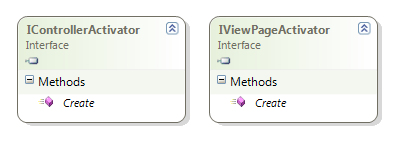 IControllerActivator
Interface
Methods
Create
IViewPageActivator
Interface
Methods
Create